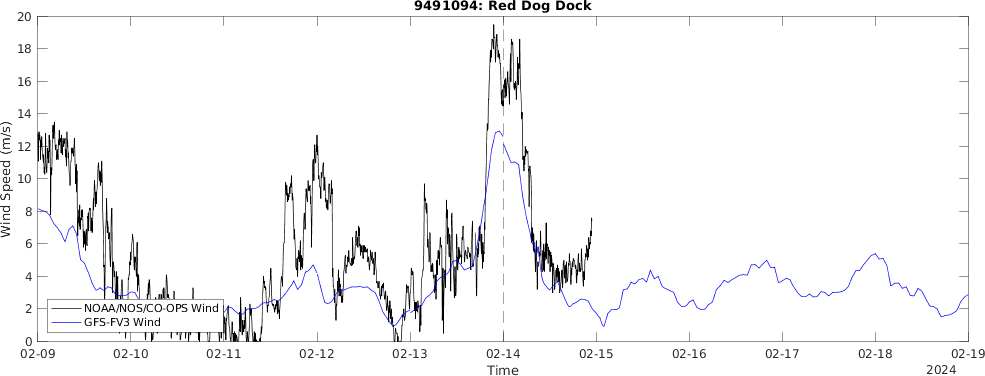 9491094: Red Dog Dock
20
18
16
14
12
10
8
6
4
2
0
Wind Speed (m/s)
NOAA/NOS/CO-OPS Wind
GFS-FV3 Wind
02-09 02-10 02-11 02-12 02-13 02-14 02-15 02-16 02-17 02-18 02-19
Time
2024